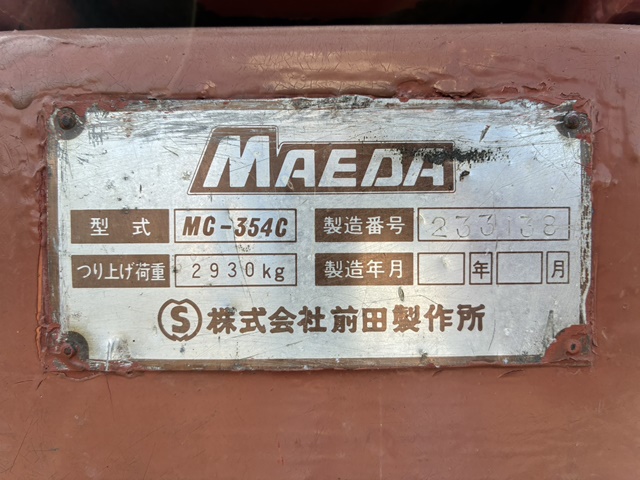 MAEDA
型式 MC-354C 製造番号 233138
つり上げ荷重 2930kg 製造年月 年 月
S 株式会社前田製作所